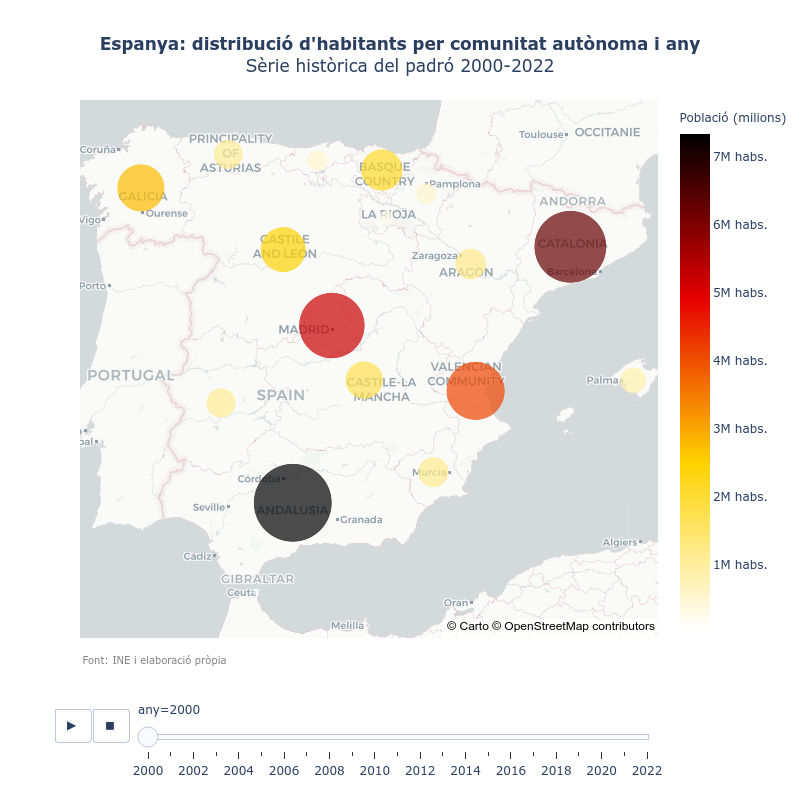 Espanya: distribució d'habitants per comunitat autònoma i any
Sèrie històrica del padró 2000-2022
Població (milions)
7M habs.
6M habs.
5M habs.
4M habs.
3M habs.
2M habs.
1M habs.
Coruña
PRINCIPALITY
OF
ASTURIAS
BASQUE
COUNTRY
Toulouse
OCCITANIE
Pamplona
GALICIA
Vigo
Ourense
LA RIOJA
ANDORRA
CASTILE
AND LEÓN
Zaragoza
ARAGON
CATALONIA
Barcelona
Porto
MADRID
PORTUGAL
SPAIN
CASTILE-LA
MANCHA
VALENCIAN
COMMUNITY
Palma
bal
Córdoba
Murcia
Seville
ANDALUSIA
Granada
Cádiz
Algiers
GIBRALTAR
Ceuta
Oran
Melilla
© Carto © OpenStreetMap contributors
Font: INE i elaboració pròpia
any=2000
2000 2002 2004 2006 2008 2010 2012 2014 2016 2018 2020 2022